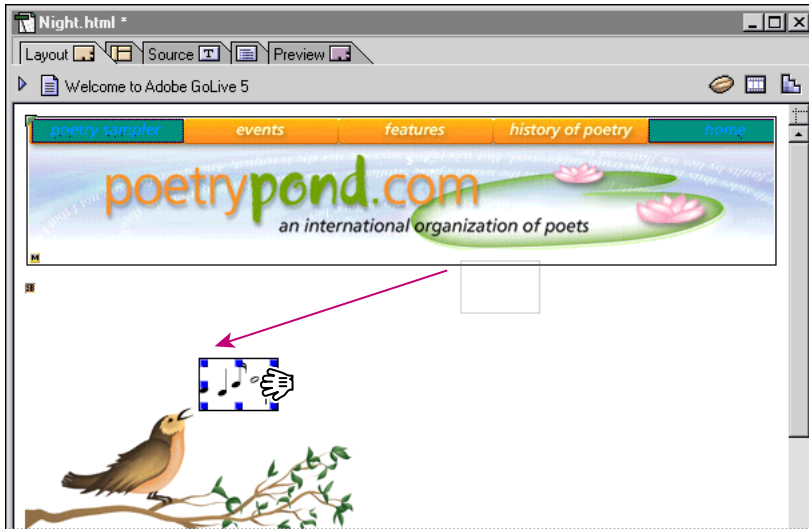 Night.html *
Layout Source T Preview
Welcome to Adobe GoLive 5
poetry sampler events features history of poetry home
poetrypond.com
an international organization of poets
M